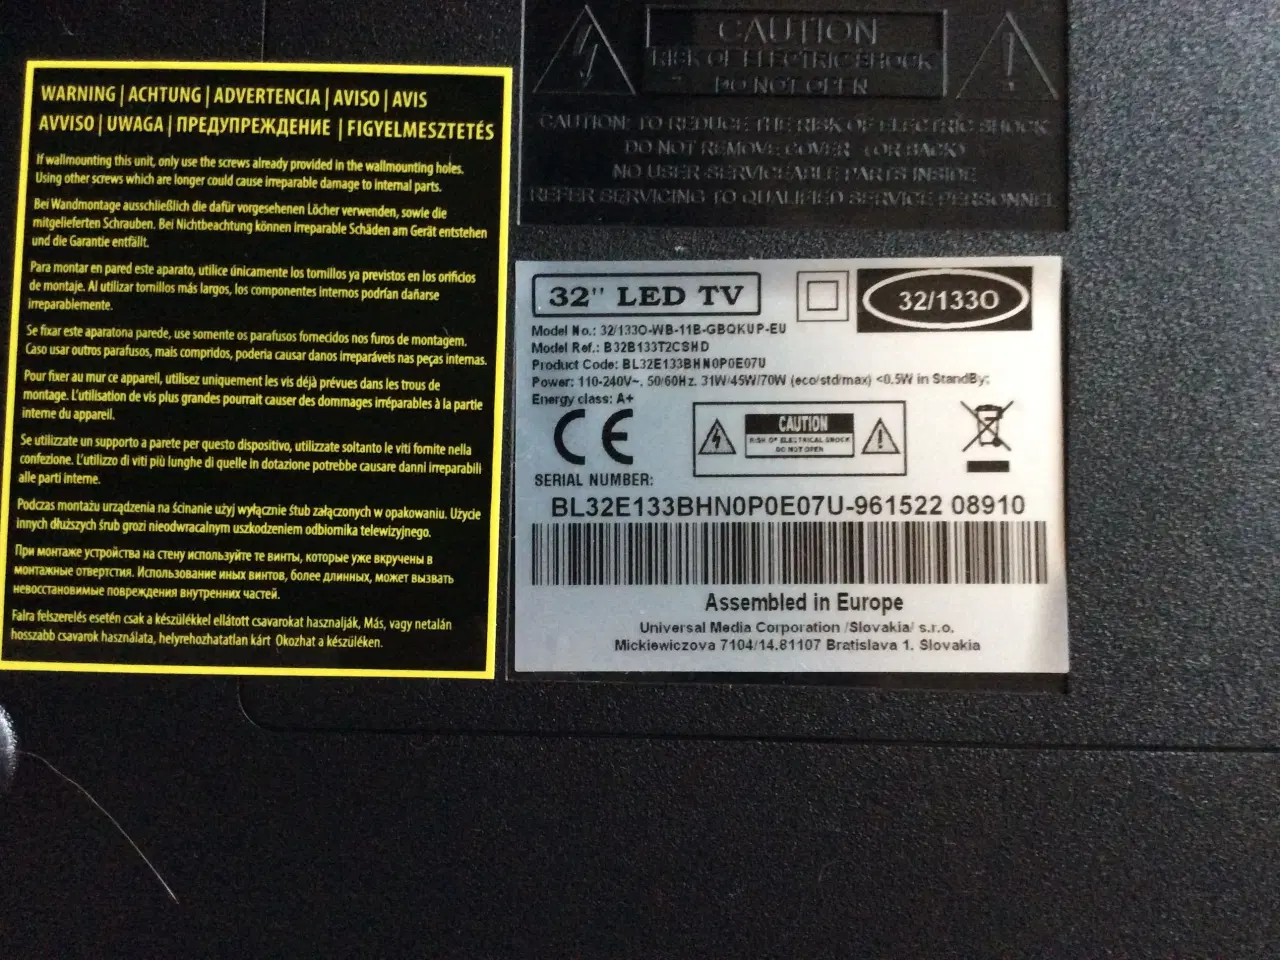 WARNING | ACHTUNG | ADVERTENCIA | AVISO | AVIS
AVVISO | UWAGA | ПРЕДУПРЕЖДЕНИЕ | FIGYELMESZTETÉS
If wallmounting this unit, only use the screws already provided in the wallmounting holes.
Using other screws which are longer could cause irreparable damage to internal parts.
Bei Wandmontage ausschließlich die dafür vorgesehenen Löcher verwenden, sowie die
mitgelieferten Schrauben. Bei Nichtbeachtung können irreparable Schäden am Gerät entstehen
und die Garantie entfällt.
Para montar en pared este aparato, utilice únicamente los tornillos ya previstos en los orificios
de montaje. Al utilizar tornillos más largos, los componentes internos podrían dañarse
irreparablemente.
Se fixar este aparatona parede, use somente os parafusos fornecidos nos furos de montagem.
Caso usar outros parafusos, mais compridos, poderia causar danos irreparáveis nas peças internas.
Pour fixer au mur ce appareil, utilisez uniquement les vis déjà prévues dans les trous de
montage. L'utilisation de vis plus grandes pourrait causer des dommages irréparables à la partie
interne du appareil.
Se utilizzate un supporto a parete per questo dispositivo, utilizzate soltanto le viti fornite nella
confezione. L'utilizzo di viti più lunghe di quelle in dotazione potrebbe causare danni irreparabili
alle parti interne.
Podczas montażu urządzenia na ścinanie użyj wyłącznie śtub załączonych w opakowaniu. Użycie
innych dłuższych śrub grozi nieodwracalnym uszkodzeniem odbiornika telewizyjnego.
При монтаже устройства на стену используйте те винты, которые уже вкручены в
монтажные отверстия. Использование иных винтов, более длинных, может вызвать
невосстановимые повреждения внутренних частей.
Falra felszerelés esetén csak a készülékkel ellátott csavarokat használják, Más, vagy netalán
hosszabb csavarok használata, helyrehozhatatlan kárt Okozhat a készüléken.
CAUTION
RISK OF ELECTRIC SHOCK
DO NOT OPEN
CAUTION: TO REDUCE THE RISK OF ELECTRIC SHOCK
DO NOT REMOVE COVER (OR BACK)
NO USER-SERVICEABLE PARTS INSIDE
REFER SERVICING TO QUALIFIED SERVICE PERSONNEL
32" LED TV
32/133O
Model No.: 32/133O-WB-11B-GBQKUP-EU
Model Ref.: B32B133T2CSHD
Product Code: BL32E133BHN0P0E07U
Power: 110-240V~, 50/60Hz, 31W/45W/70W (eco/std/max) <0.5W in StandBy;
Energy class: A+
CE
CAUTION
RISK OF ELECTRICAL SHOCK
DO NOT OPEN
SERIAL NUMBER:
BL32E133BHN0P0E07U-961522 08910
Assembled in Europe
Universal Media Corporation /Slovakia/ s.r.o.
Mickiewiczova 7104/14.81107 Bratislava 1. Slovakia